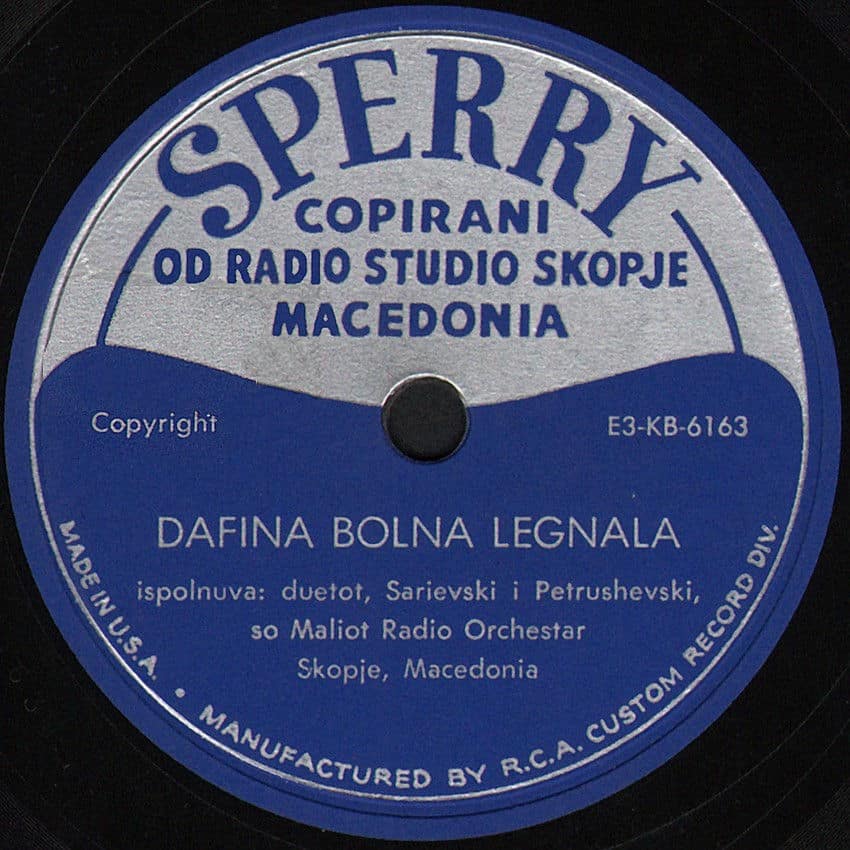 SPERRY
COPIRANI
OD RADIO STUDIO SKOPJE
MACEDONIA
Copyright
E3-KB-6163
DAFINA BOLNA LEGNALA
ispolnuva: duetot, Sarievski i Petrushevski,
so Maliot Radio Orchestar
Skopje, Macedonia
MADE IN U.S.A. • MANUFACTURED BY R.C.A. CUSTOM RECORD DIV.